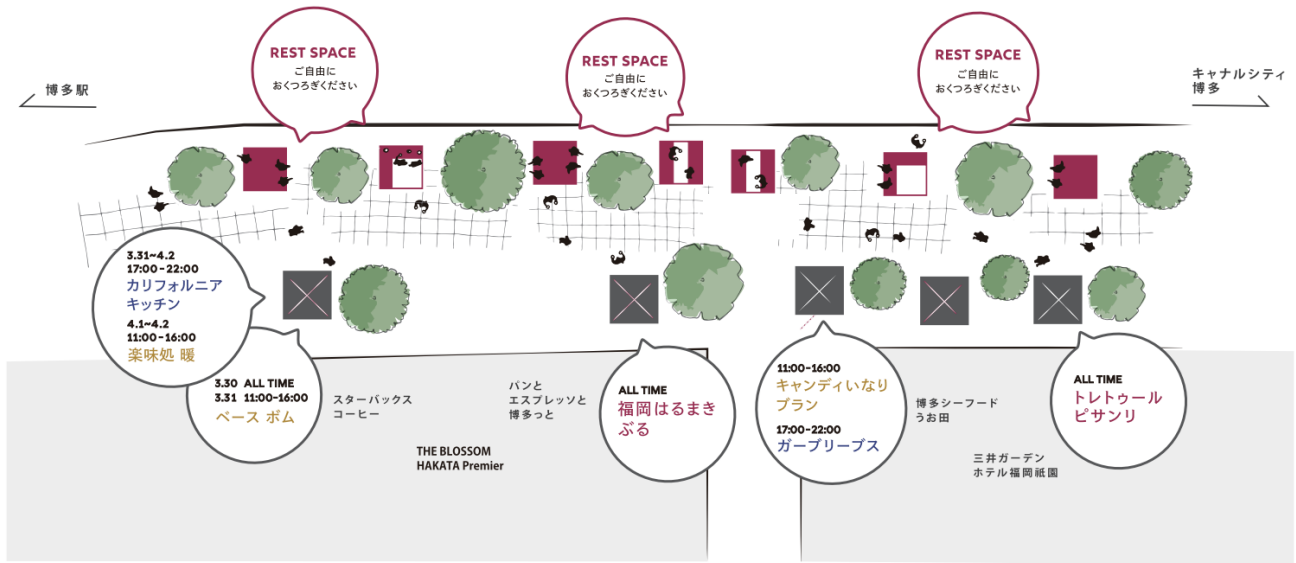 REST SPACE
ご自由に
おくつろぎください
REST SPACE
ご自由に
おくつろぎください
REST SPACE
ご自由に
おくつろぎください
博多駅
キャナルシティ
博多
3.31~4.2
17:00-22:00
カリフォルニア
キッチン
4.1~4.2
11:00-16:00
楽味処 暖
3.30 ALL TIME
3.31 11:00-16:00
ベース ボム
スターバックス
コーヒー
THE BLOSSOM
HAKATA Premier
パンと
エスプレッソと
博多っと
ALL TIME
福岡はるまき
ぶる
11:00-16:00
キャンディいなり
ブラン
17:00-22:00
ガーブリーブス
博多シーフード
うお田
三井ガーデン
ホテル福岡祇園
ALL TIME
トレトゥール
ピサンリ